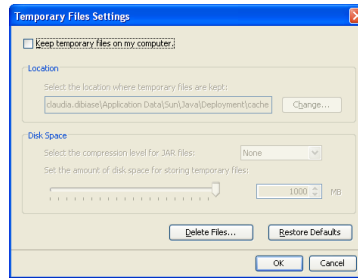 Temporary Files Settings
Keep temporary files on my computer.
Location
Select the location where temporary files are kept:
claudia.dibiase\Application Data\Sun\Java\Deployment\cache
Change...
Disk Space
Select the compression level for JAR files:
None
Set the amount of disk space for storing temporary files:
1000
MB
Delete Files...
Restore Defaults
OK
Cancel